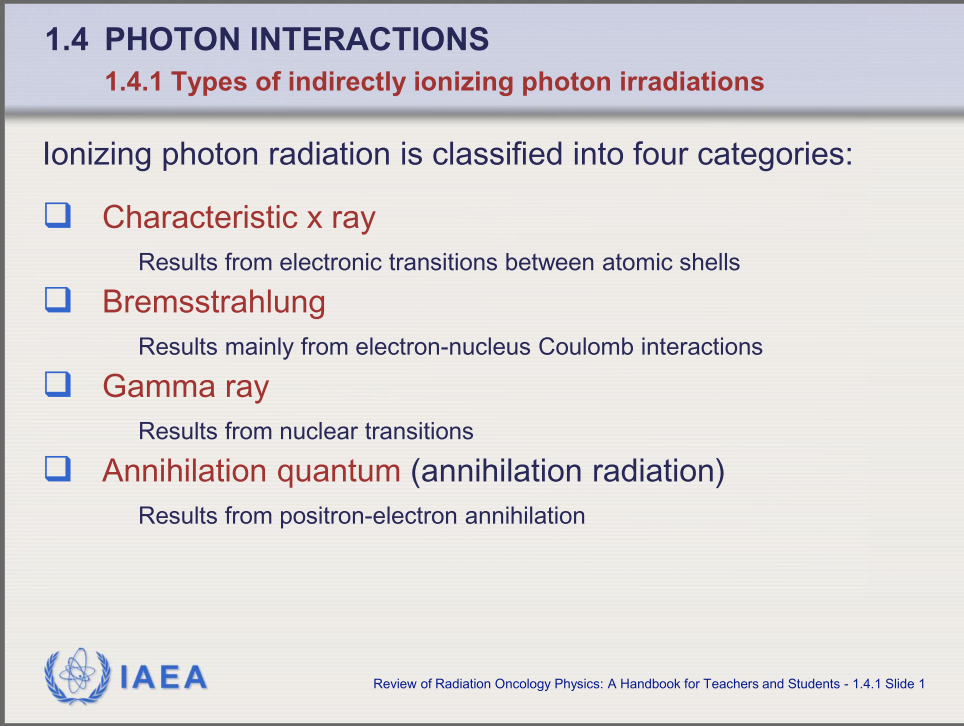 1.4 PHOTON INTERACTIONS
1.4.1 Types of indirectly ionizing photon irradiations
Ionizing photon radiation is classified into four categories:
Characteristic x ray
Results from electronic transitions between atomic shells
Bremsstrahlung
Results mainly from electron-nucleus Coulomb interactions
Gamma ray
Results from nuclear transitions
Annihilation quantum (annihilation radiation)
Results from positron-electron annihilation
IAEA
Review of Radiation Oncology Physics: A Handbook for Teachers and Students - 1.4.1 Slide 1